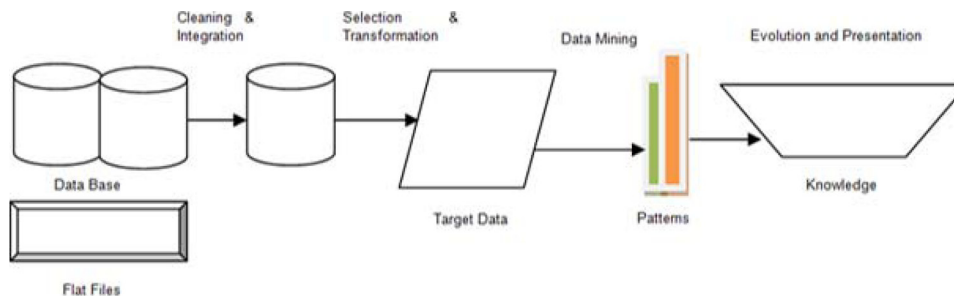 Cleaning &
Integration
Selection &
Transformation
Data Mining
Evolution and Presentation
Data Base
Target Data
Patterns
Knowledge
Flat Files